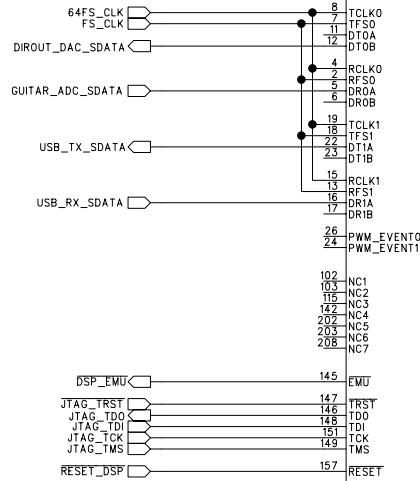 64FS_CLK 8 TCLK0
FS_CLK 7 TFS0
11 DT0A
DIROUT_DAC_SDATA 12 DT0B
4 RCLK0
2 RFS0
GUITAR_ADC_SDATA 5 DR0A
6 DR0B
19 TCLK1
18 TFS1
USB_TX_SDATA 22 DT1A
23 DT1B
15 RCLK1
13 RFS1
USB_RX_SDATA 16 DR1A
17 DR1B
26 PWM_EVENT0
24 PWM_EVENT1
102 NC1
103 NC2
115 NC3
142 NC4
202 NC5
203 NC6
208 NC7
DSP_EMU 145 EMU
JTAG_TRST 147 TRST
JTAG_TDO 146 TDO
JTAG_TDI 148 TDI
JTAG_TCK 151 TCK
JTAG_TMS 149 TMS
RESET_DSP 157 RESET